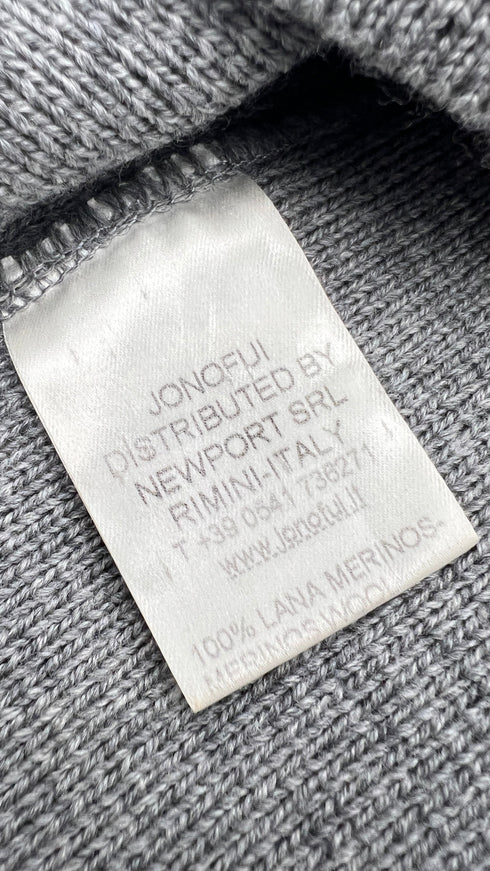 JONOFUI
DISTRIBUTED BY
NEWPORT SRL
RIMINI-ITALY
T +39 0541 736271
www.jonofui.it
100% LANA MERINOS-
MERINOS WOOL